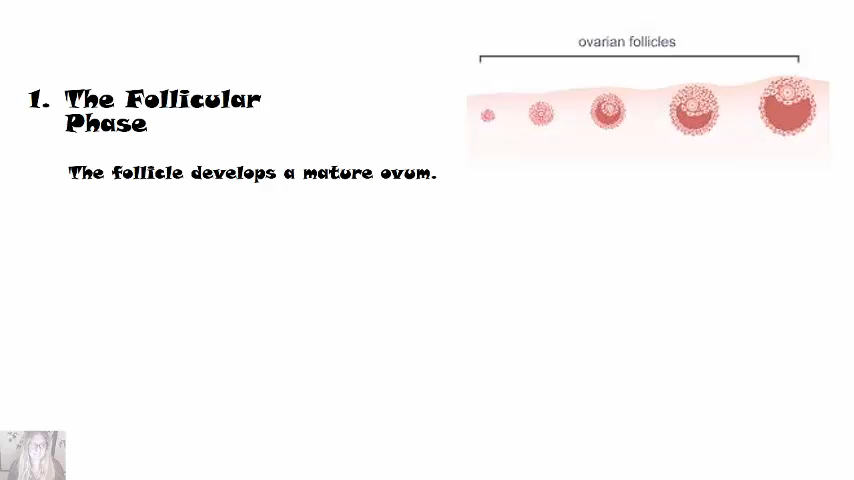 ovarian follicles
1. The Follicular
Phase
The follicle develops a mature ovum.